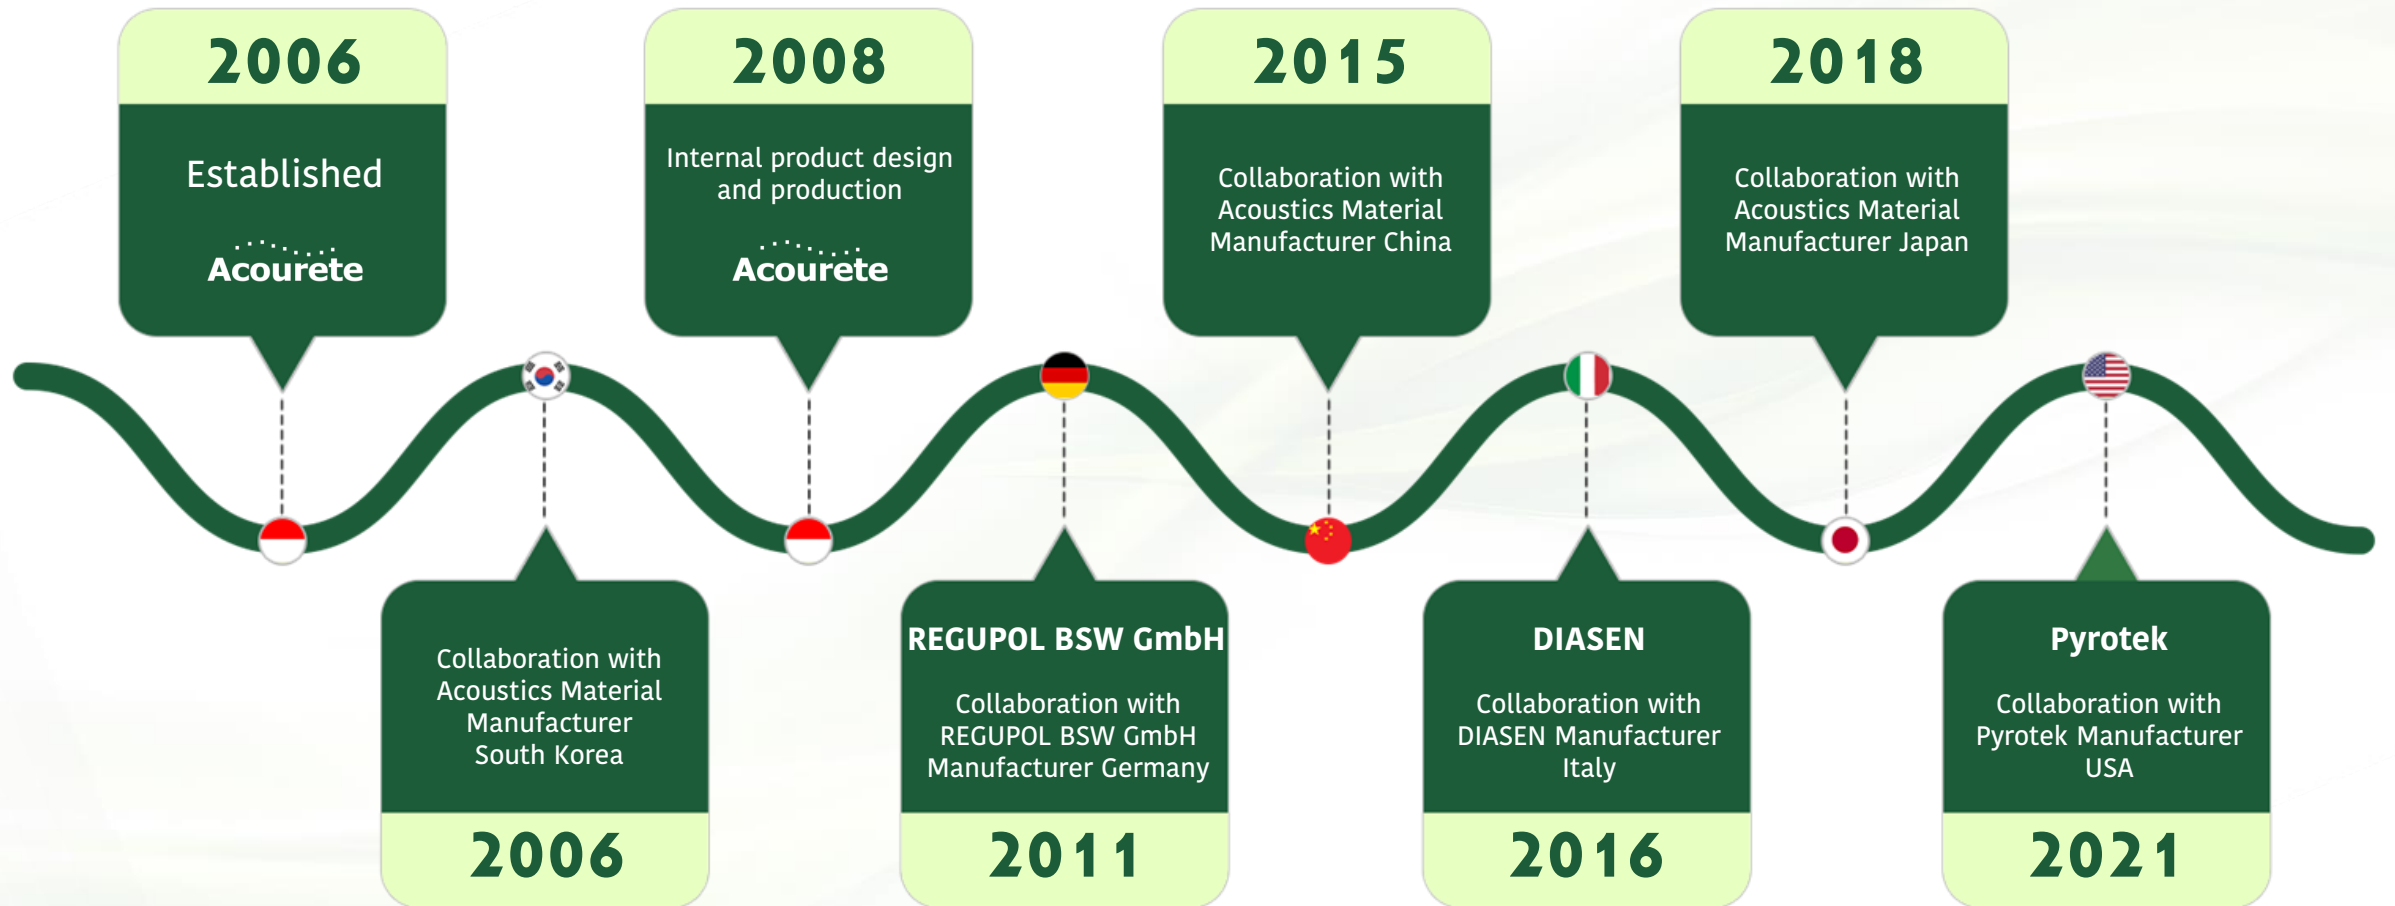 2006
Established
Acourete
Collaboration with
Acoustics Material
Manufacturer
South Korea
2006
2008
Internal product design
and production
Acourete
REGUPOL BSW GmbH
Collaboration with
REGUPOL BSW GmbH
Manufacturer Germany
2011
2015
Collaboration with
Acoustics Material
Manufacturer China
DIASEN
Collaboration with
DIASEN Manufacturer
Italy
2016
2018
Collaboration with
Acoustics Material
Manufacturer Japan
Pyrotek
Collaboration with
Pyrotek Manufacturer
USA
2021